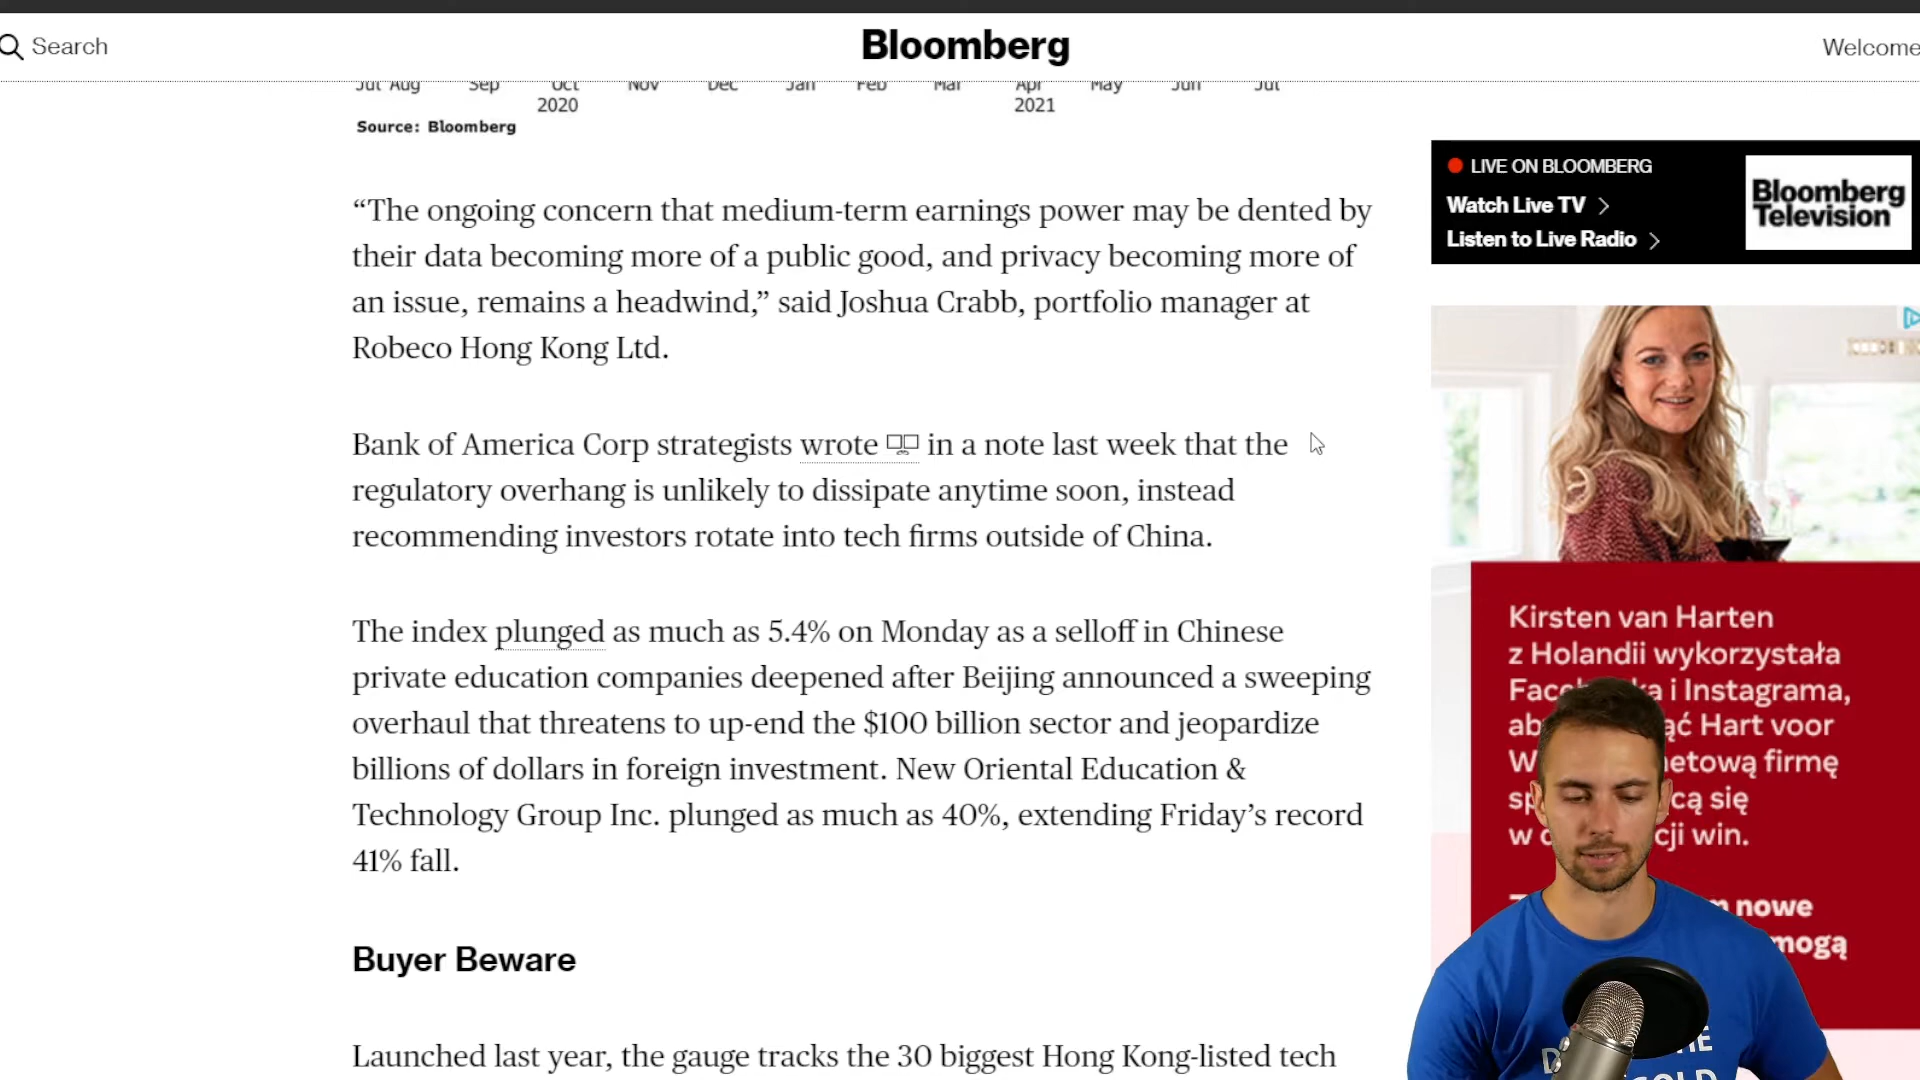 Search
Bloomberg
Welcome
Jul Aug Sep Oct Nov Dec Jan Feb Mar Apr May Jun Jul
2020 2021
Source: Bloomberg
“The ongoing concern that medium-term earnings power may be dented by
their data becoming more of a public good, and privacy becoming more of
an issue, remains a headwind,” said Joshua Crabb, portfolio manager at
Robeco Hong Kong Ltd.
Bank of America Corp strategists wrote in a note last week that the
regulatory overhang is unlikely to dissipate anytime soon, instead
recommending investors rotate into tech firms outside of China.
The index plunged as much as 5.4% on Monday as a selloff in Chinese
private education companies deepened after Beijing announced a sweeping
overhaul that threatens to up-end the $100 billion sector and jeopardize
billions of dollars in foreign investment. New Oriental Education &
Technology Group Inc. plunged as much as 40%, extending Friday’s record
41% fall.
Buyer Beware
Launched last year, the gauge tracks the 30 biggest Hong Kong-listed tech
LIVE ON BLOOMBERG
Watch Live TV
Listen to Live Radio
Bloomberg
Television
Kirsten van Harten
z Holandii wykorzystała
i Instagrama,
Hart voor
firmę
się
win.
nowe
mogą